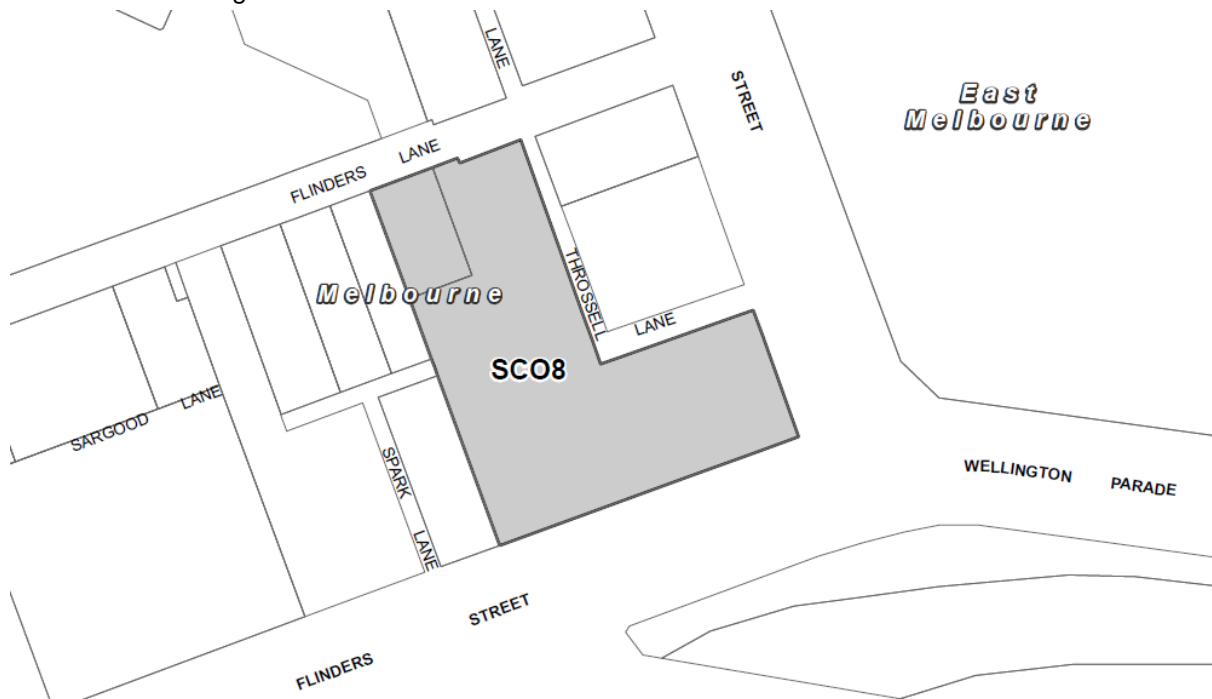 g
LANE
STREET
East
Melbourne
FLINDERS LANE
THROSSELL LANE
Melbourne
SCO8
SARGOOD LANE
SPARK LANE
WELLINGTON PARADE
FLINDERS STREET